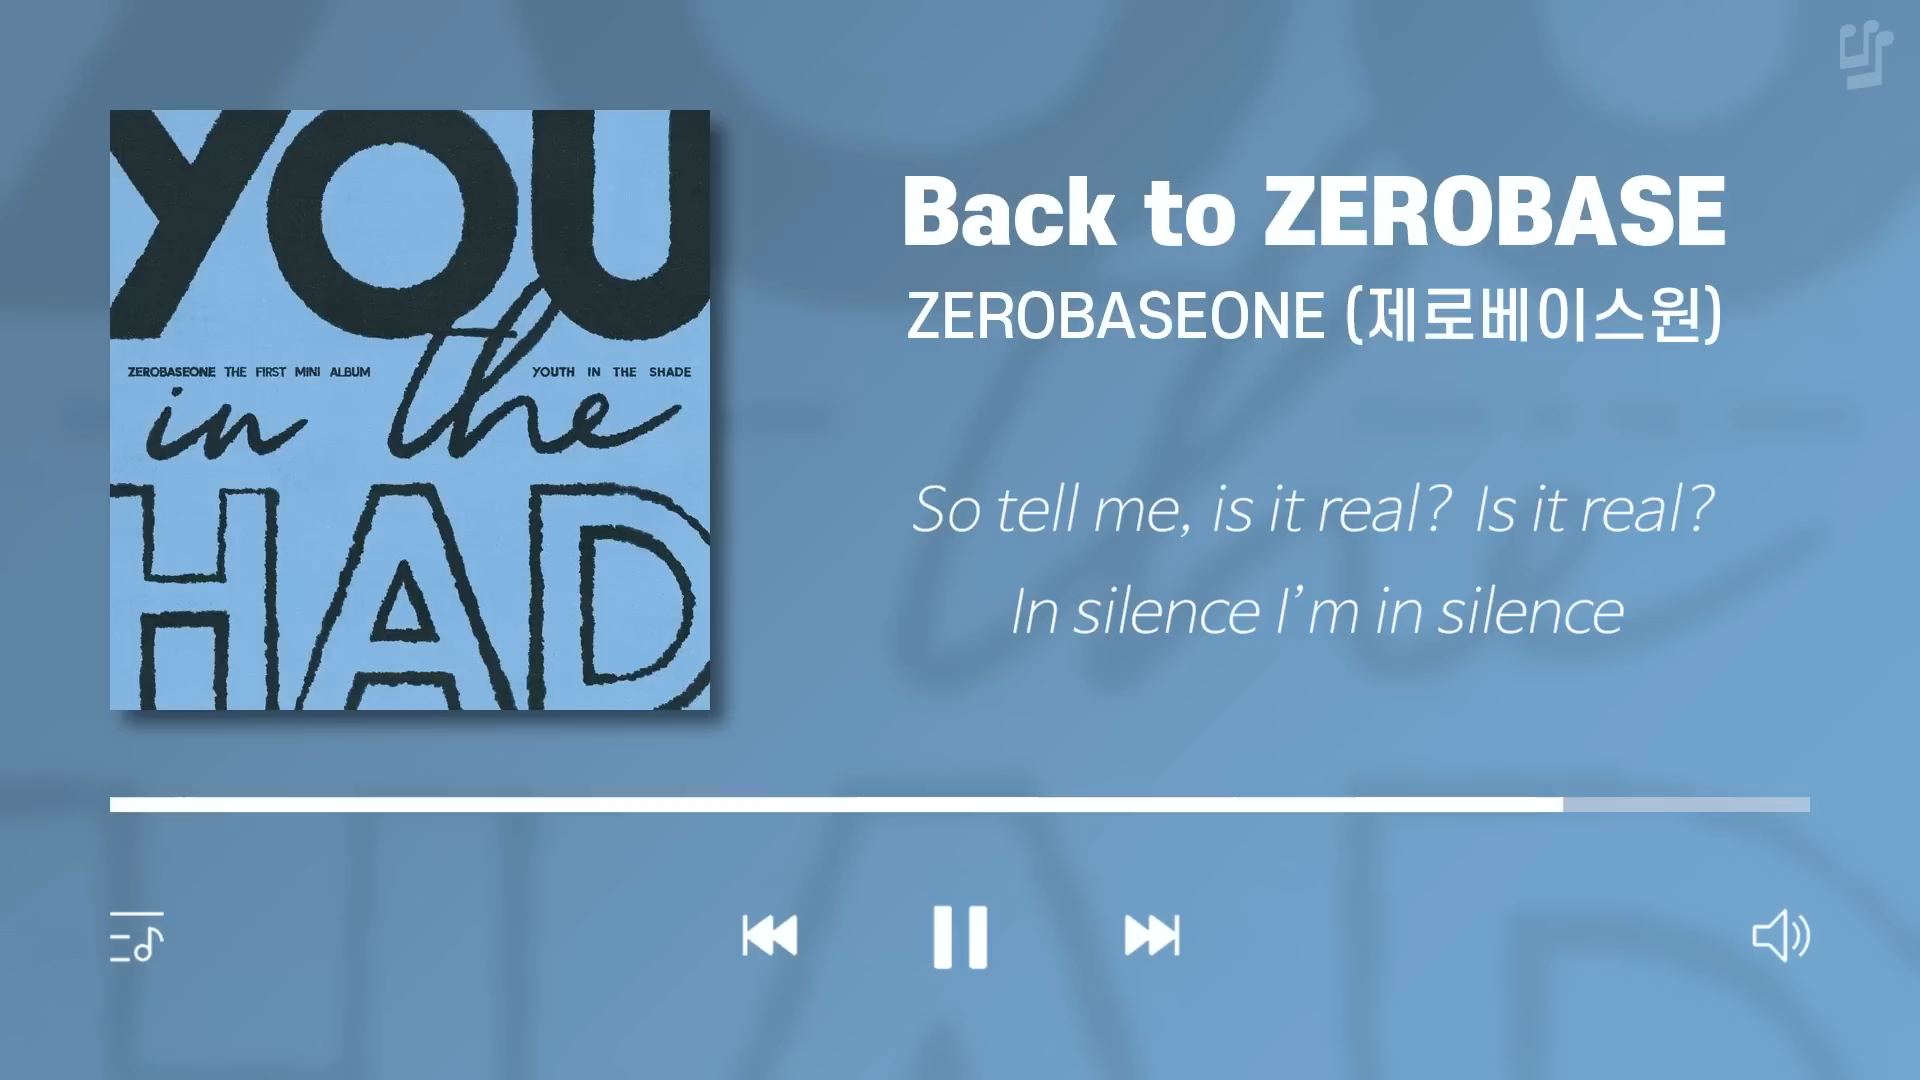 YOU
ZEROBASEONE THE FIRST MINI ALBUM
YOUTH IN THE SHADE
in the
HAD
Back to ZEROBASE
ZEROBASEONE (제로베이스원)
So tell me, is it real? Is it real?
In silence I'm in silence